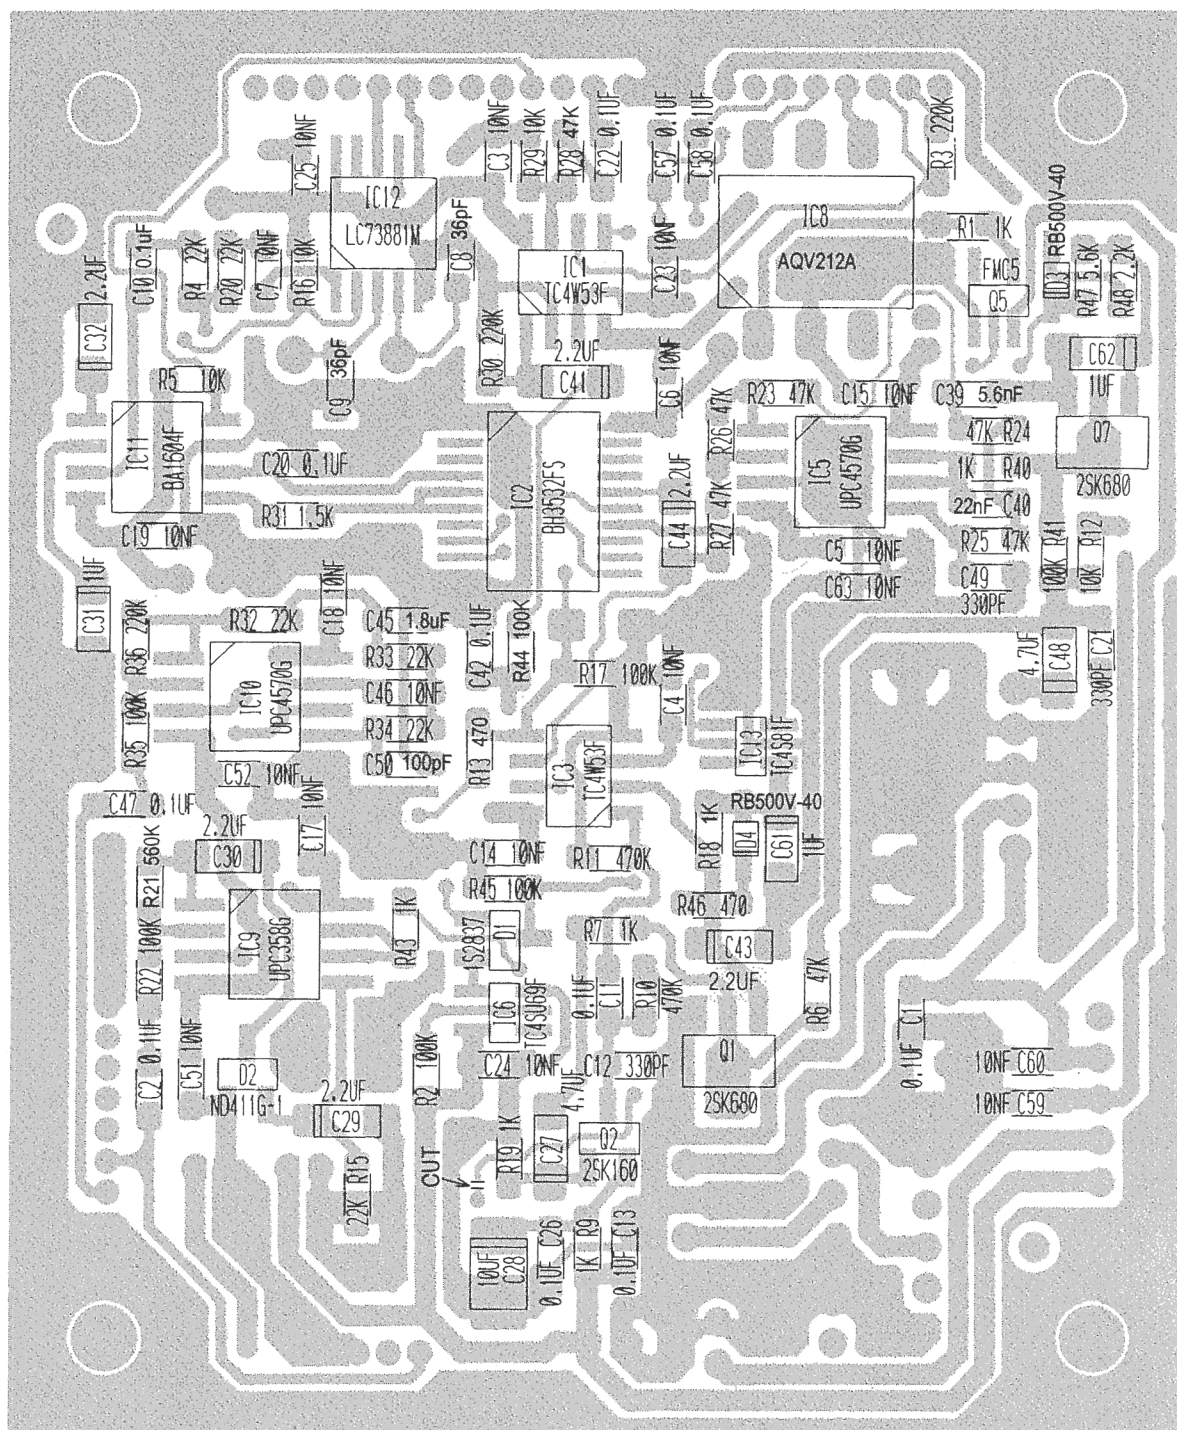 C25 10NF
IC12
LC73881M
C8 36pF
C3 10NF
R29 10K
R28 47K
C22 0.1UF
C57 0.1UF
C58 0.1UF
R3 220K
IC8
AQV212A
R1 1K
FMC5
Q5
D3 RB500V-40
R47 5.6K
R48 2.2K
C32 2.2UF
C10 0.1uF
R4 22K
R20 22K
C7 10NF
R16 10K
IC1
TC4W53F
C23 10NF
R30 220K
2.2UF
C41
C6 10NF
C62
1UF
R5 10K
C9 36pF
IC11
BA1604F
C20 0.1UF
R31 1.5K
C19 10NF
IC2
BH3532FS
C44 2.2UF
R26 47K
R27 47K
R23 47K
C15 10NF
C39 5.6nF
IC5
UPC4570G
47K R24
1K R40
22nF C40
R25 47K
C49
330PF
Q7
2SK680
C5 10NF
C63 10NF
100K R41
10K R12
C31 1UF
R36 220K
R32 22K
C18 10NF
C45 1.8uF
R33 22K
C46 10NF
R34 22K
C50 100pF
IC10
UPC4570G
R35 100K
C42 0.1UF
R44 100K
R17 100K
C4 10NF
4.7UF C48
330PF C21
R13 470
IC3
TC4W53F
IC13
TC4S81F
C52 10NF
C47 0.1UF
C17 10NF
2.2UF
C30
R21 560K
C14 10NF
R45 100K
R11 470K
R18 1K
RB500V-40
D4
C61 1UF
R46 470
R22 100K
IC9
UPC358G
R43 1K
1S2837
D1
R7 1K
C43
2.2UF
R6 47K
IC6
TC4SU69F
0.1UF C11
R10 470K
0.1UF C1
C2 0.1UF
C51 10NF
D2
ND411G-1
2.2UF
C29
R2 100K
C24 10NF
C12 330PF
Q1
2SK680
10NF C60
10NF C59
4.7UF
C27
R19 1K
Q2
2SK160
22K R15
CUT
10UF
C28
0.1UF C26
1K R9
0.1UF C13